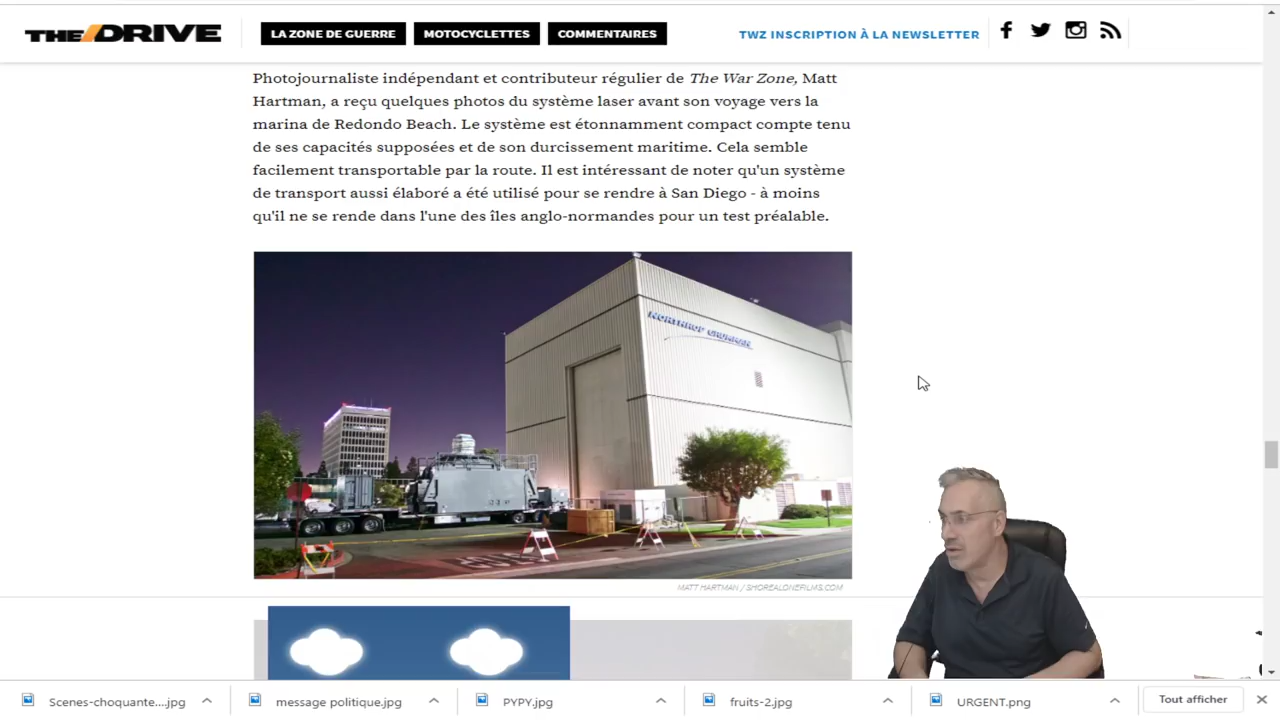 THE/DRIVE
LA ZONE DE GUERRE
MOTOCYCLETTES
COMMENTAIRES
TWZ INSCRIPTION À LA NEWSLETTER
Photojournaliste indépendant et contributeur régulier de The War Zone, Matt
Hartman, a reçu quelques photos du système laser avant son voyage vers la
marina de Redondo Beach. Le système est étonnamment compact compte tenu
de ses capacités supposées et de son durcissement maritime. Cela semble
facilement transportable par la route. Il est intéressant de noter qu'un système
de transport aussi élaboré a été utilisé pour se rendre à San Diego - à moins
qu'il ne se rende dans l'une des îles anglo-normandes pour un test préalable.
NORTHROP GRUMMAN
MATT HARTMAN / SHOREALONEFILMS.COM
Scenes-choquante....jpg
message politique.jpg
PYPY.jpg
fruits-2.jpg
URGENT.png
Tout afficher